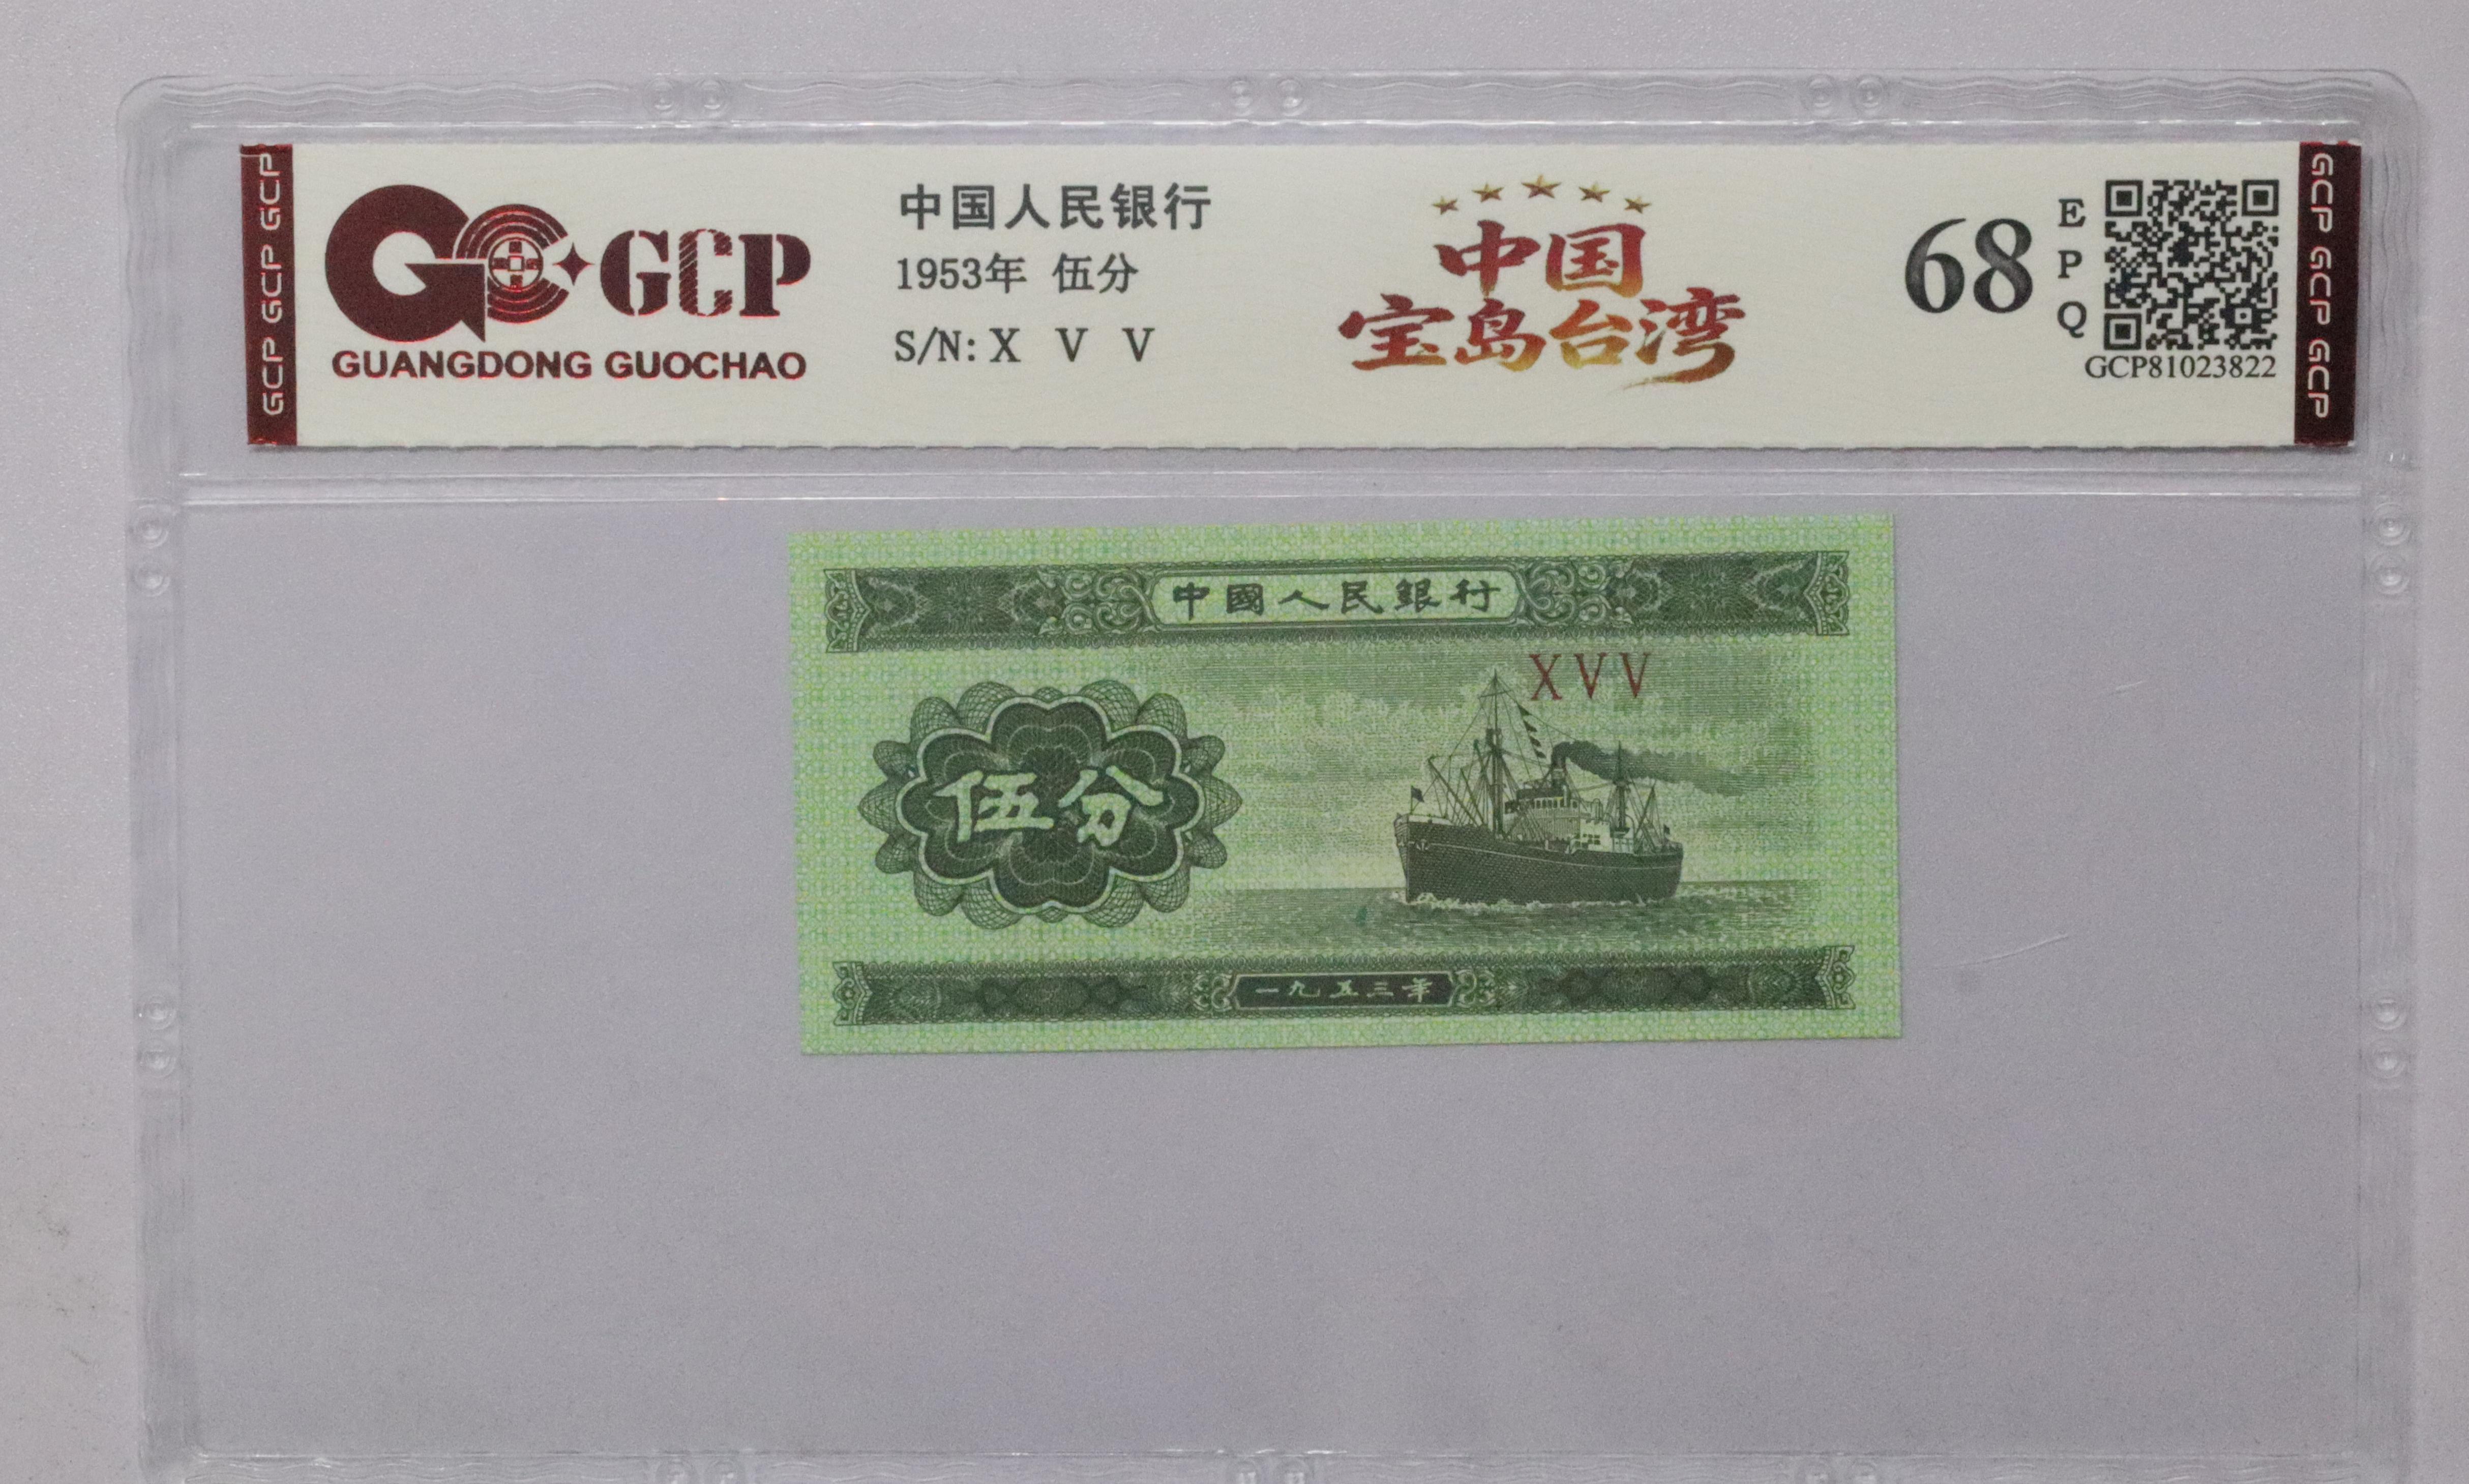 GCP GCP GCP
GCP
GUANGDONG GUOCHAO
中国人民银行
1953年 伍分
S/N: X V V
中国
宝岛台湾
68
E
P
Q
GCP81023822
GCP GCP GCP
中國人民銀行
XVV
伍分
一九五三年